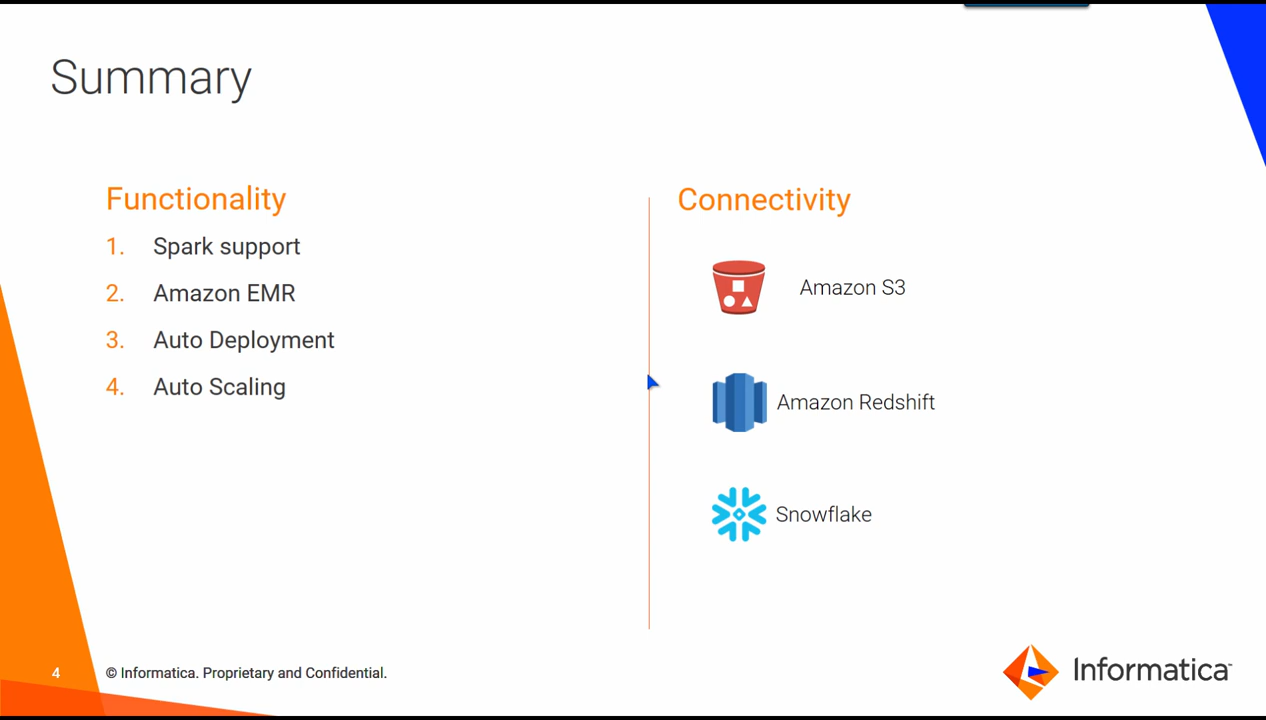 Summary
Functionality
1. Spark support
2. Amazon EMR
3. Auto Deployment
4. Auto Scaling
Connectivity
Amazon S3
Amazon Redshift
Snowflake
4
© Informatica. Proprietary and Confidential.
Informatica™